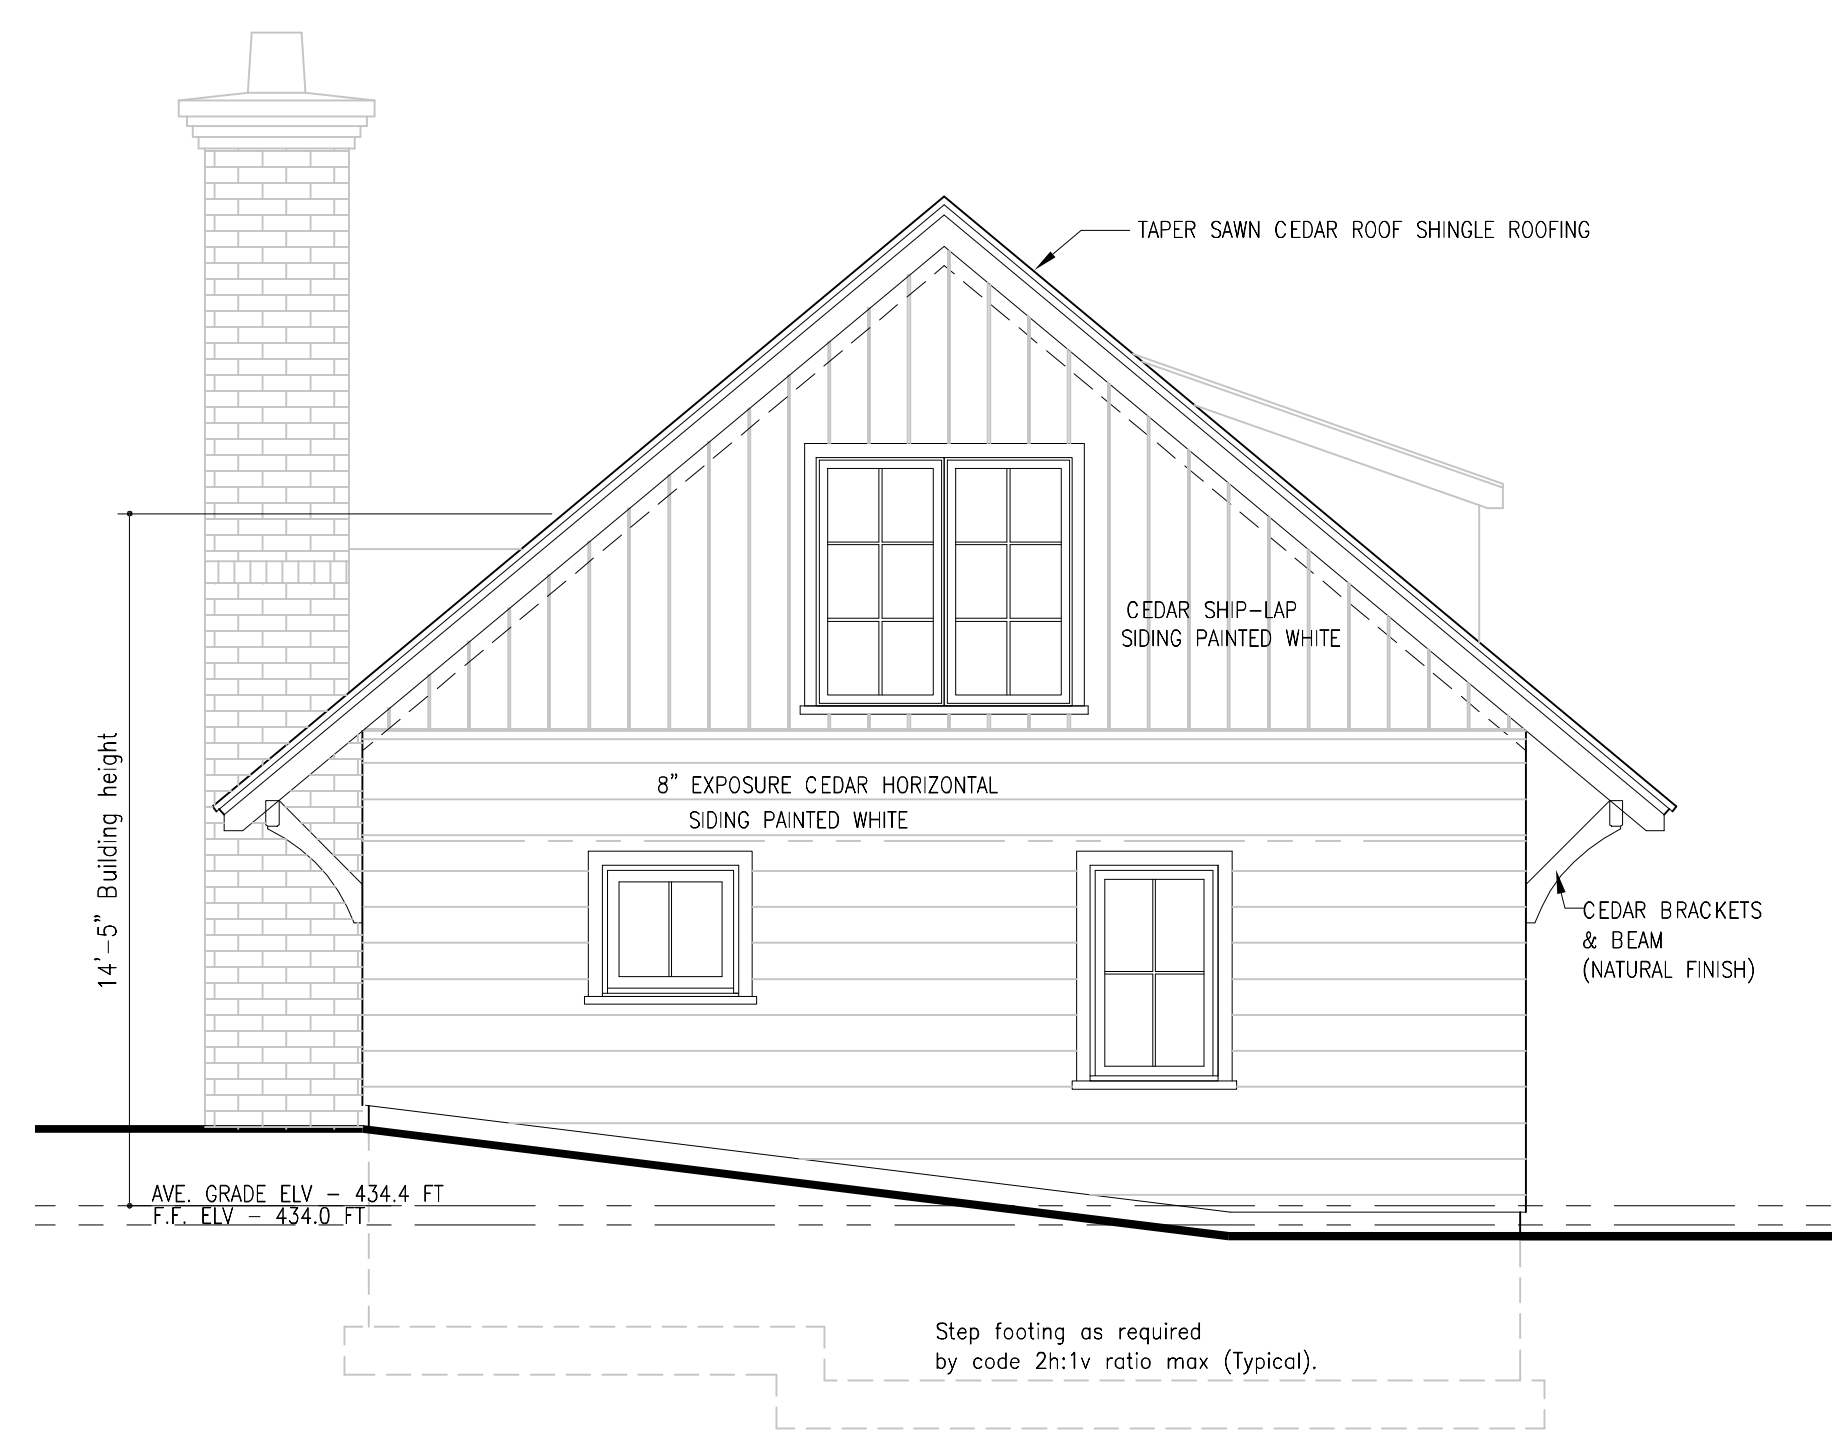 TAPER SAWN CEDAR ROOF SHINGLE ROOFING
CEDAR SHIP-LAP
SIDING PAINTED WHITE
14'-5" Building height
8" EXPOSURE CEDAR HORIZONTAL
SIDING PAINTED WHITE
CEDAR BRACKETS
& BEAM
(NATURAL FINISH)
AVE. GRADE ELV - 434.4 FT
F.F. ELV - 434.0 FT
Step footing as required
by code 2h:1v ratio max (Typical).